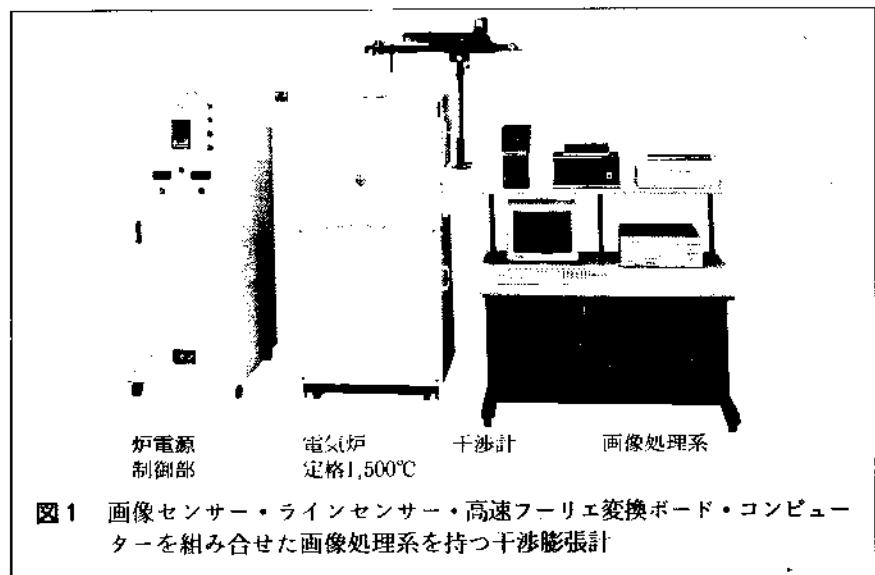 炉電源
制御部
電気炉
定格1,500℃
干渉計
画像処理系
図1 画像センサー・ラインセンサー・高速フーリエ変換ボード・コンピュー
ターを組み合せた画像処理系を持つ干渉膨張計